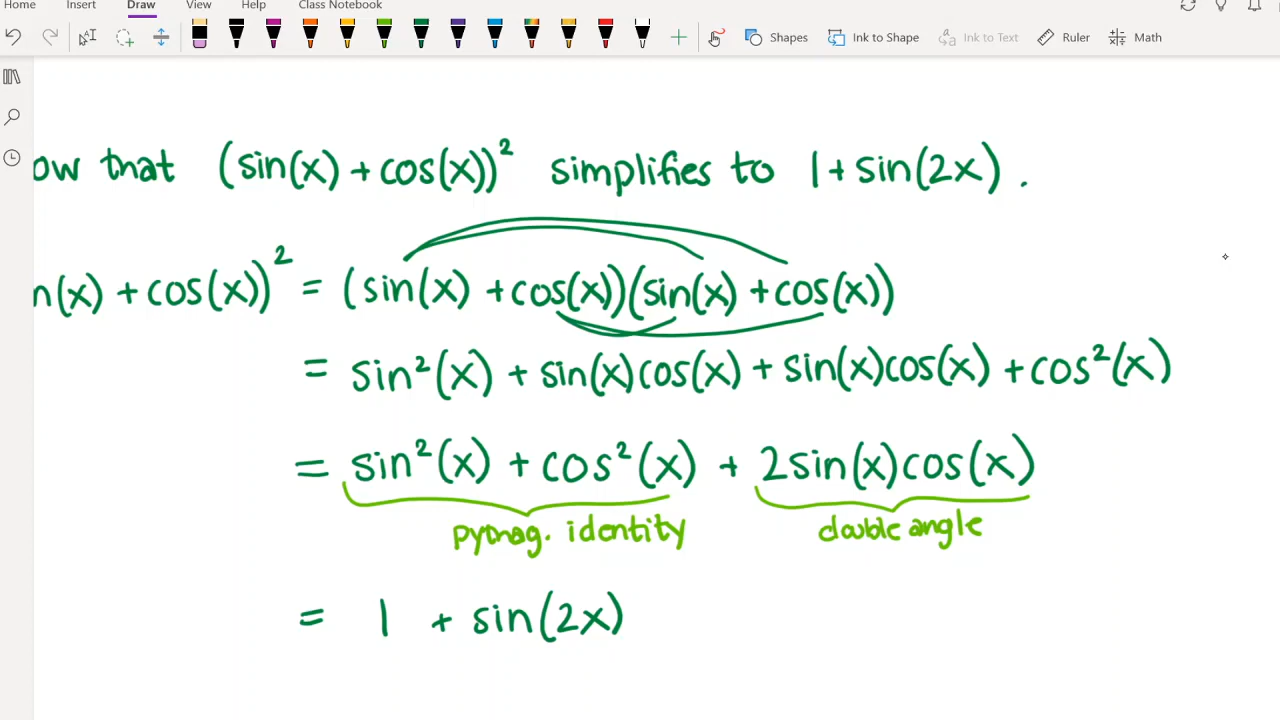 Home Insert Draw View Help Class Notebook
Shapes Ink to Shape Ink to Text Ruler Math
ow that (sin(x) + cos(x))² simplifies to 1 + sin(2x).
n(x) + cos(x))² = (sin(x) + cos(x))(sin(x) + cos(x))
= sin²(x) + sin(x)cos(x) + sin(x)cos(x) + cos²(x)
= sin²(x) + cos²(x) + 2sin(x)cos(x)
pythag. identity double angle
= 1 + sin(2x)